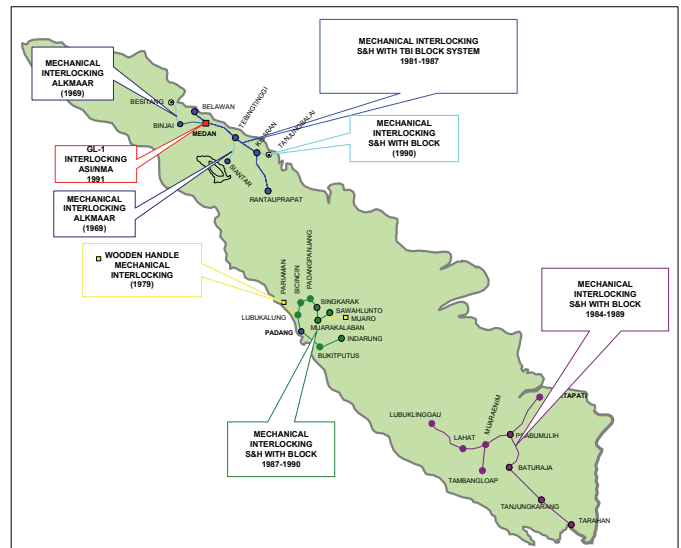 MECHANICAL
INTERLOCKING
ALKMAAR
(1969)
MECHANICAL INTERLOCKING
S&H WITH TBI BLOCK SYSTEM
1981-1987
BESITANG
BELAWAN
TEBINGTINGGI
BINJAI
MEDAN
KISARAN
TANJUNGBALAI
MECHANICAL
INTERLOCKING
S&H WITH BLOCK
(1990)
GL-1
INTERLOCKING
ASI/NMA
1991
SIANTAR
RANTAUPRAPAT
MECHANICAL
INTERLOCKING
ALKMAAR
(1969)
WOODEN HANDLE
MECHANICAL
INTERLOCKING
(1979)
PARIAMAN
SICINCIN
PADANGPANJANG
SINGKARAK
SAWAHLUNTO
MUARO
LUBUKALUNG
MUARAKALABAN
PADANG
INDARUNG
BUKITPUTUS
MECHANICAL
INTERLOCKING
S&H WITH BLOCK
1984-1989
MECHANICAL
INTERLOCKING
S&H WITH BLOCK
1987-1990
TAPATI
LUBUKLINGGAU
MUARAENIM
LAHAT
PRABUMULIH
TAMBANGLOAP
BATURAJA
TANJUNGKARANG
TARAHAN